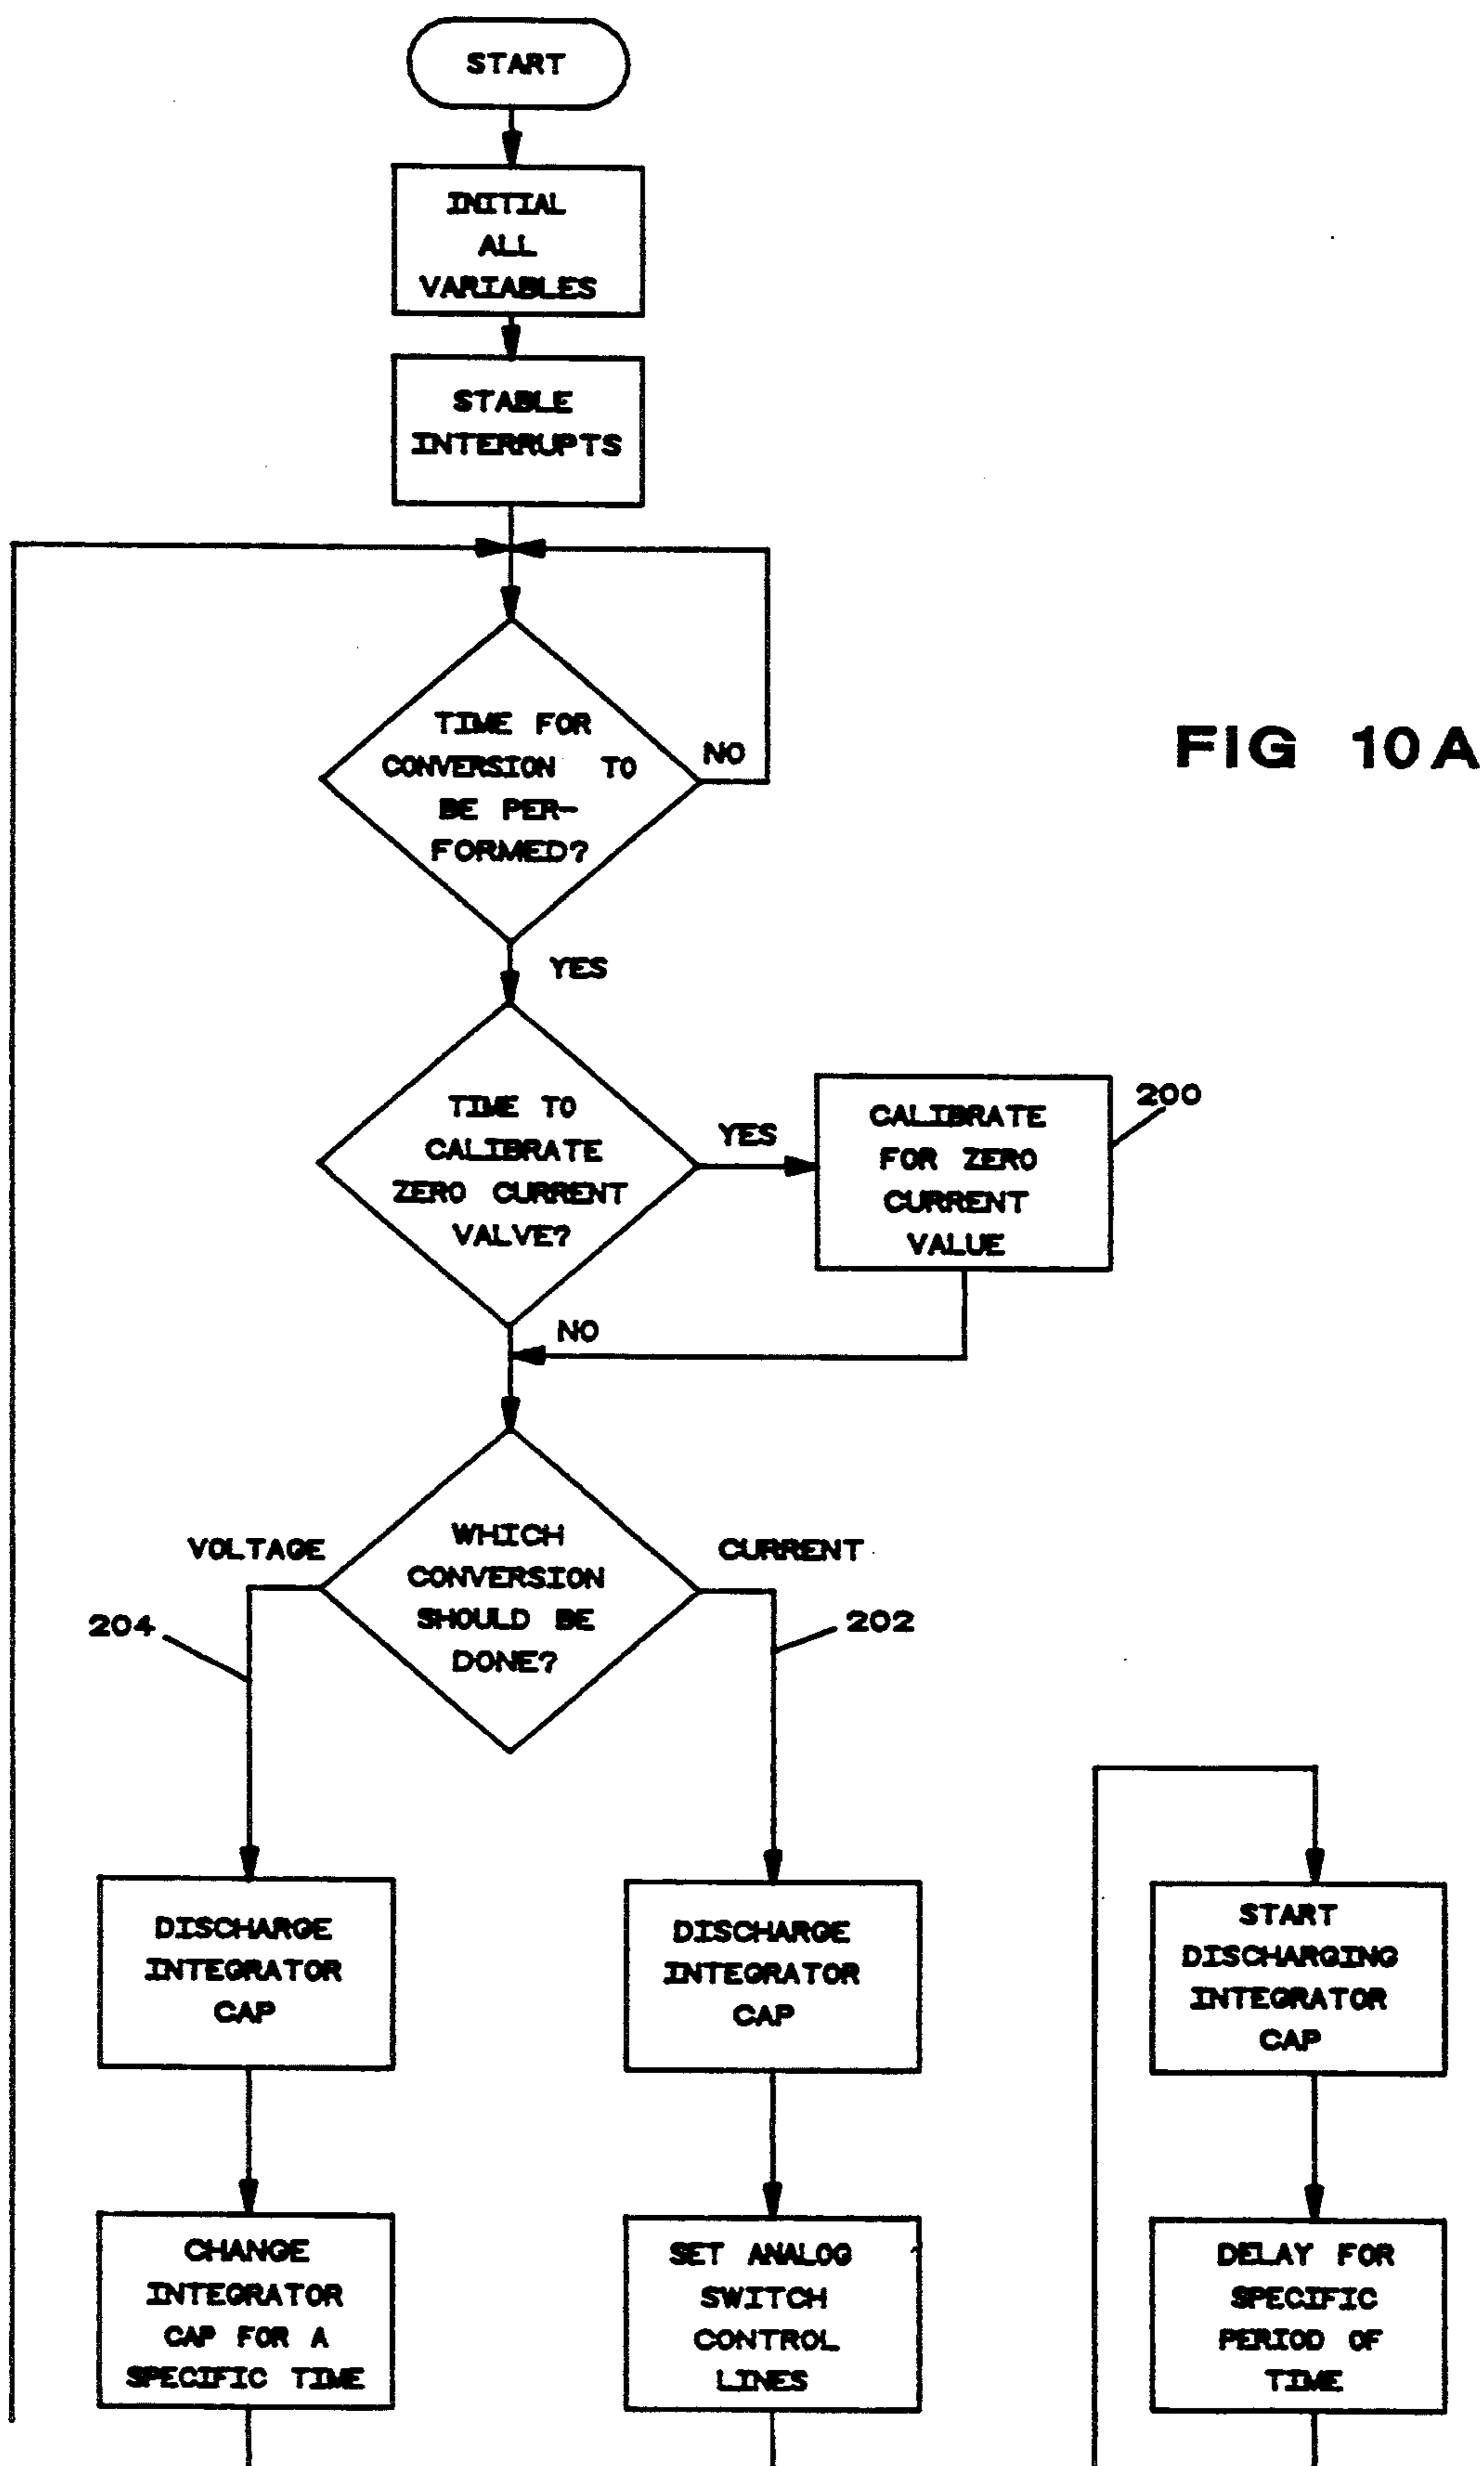 START
INITIAL
ALL
VARIABLES
STABLE
INTERRUPTS
TIME FOR
CONVERSION TO
BE PER-
FORMED?
NO
FIG 10A
YES
TIME TO
CALIBRATE
ZERO CURRENT
VALVE?
YES
CALIBRATE
FOR ZERO
CURRENT
VALUE
200
NO
WHICH
CONVERSION
SHOULD BE
DONE?
VOLTAGE
CURRENT
204
202
DISCHARGE
INTEGRATOR
CAP
DISCHARGE
INTEGRATOR
CAP
START
DISCHARGING
INTEGRATOR
CAP
CHANGE
INTEGRATOR
CAP FOR A
SPECIFIC TIME
SET ANALOG
SWITCH
CONTROL
LINES
DELAY FOR
SPECIFIC
PERIOD OF
TIME